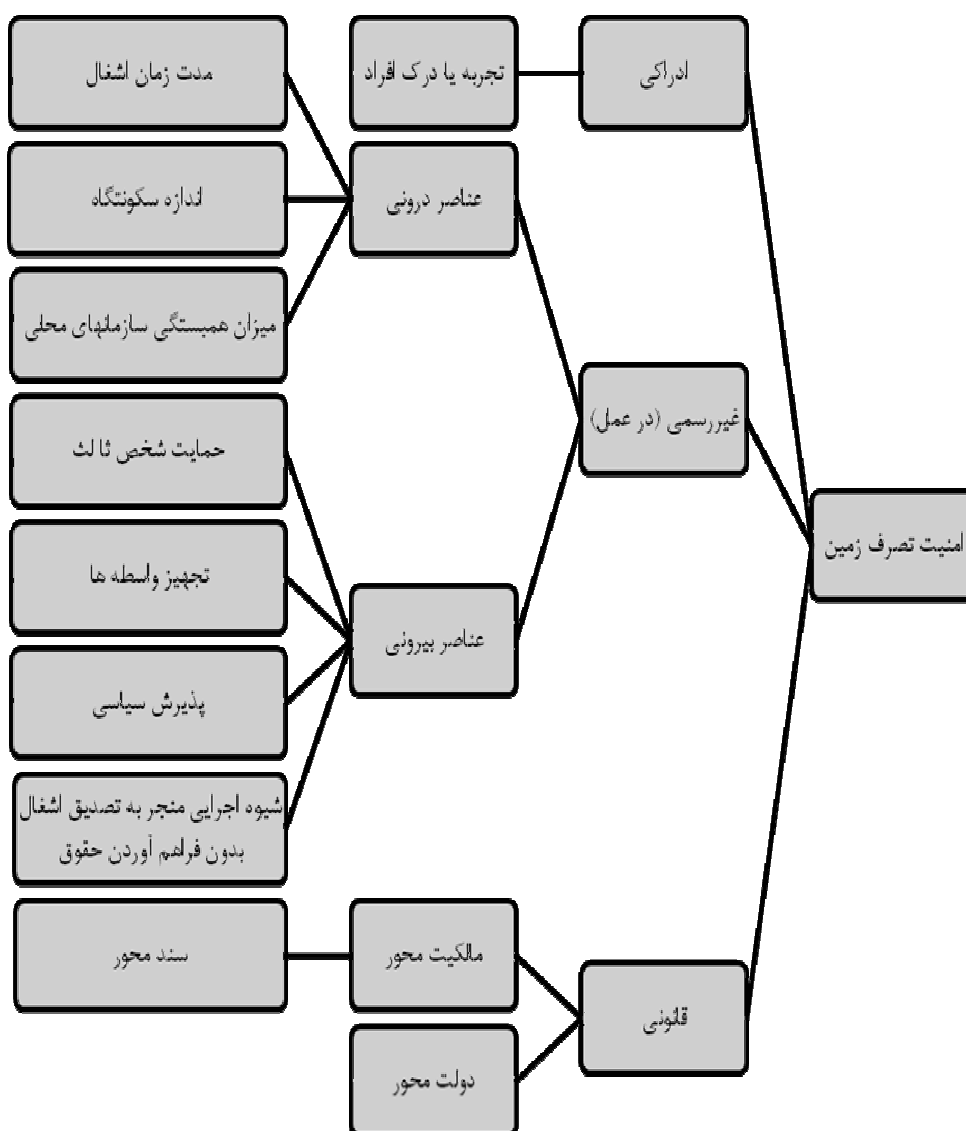 امنیت تصرف زمین
ادراکی
تجربه یا درک افراد
غیررسمی (در عمل)
عناصر درونی
مدت زمان اشغال
اندازه سکونتگاه
میزان همبستگی سازمانهای محلی
عناصر بیرونی
حمایت شخص ثالث
تجهیز واسطه ها
پذیرش سیاسی
شیوه اجرایی منجر به تصدیق اشغال
بدون فراهم آوردن حقوق
قانونی
مالکیت محور
سند محور
دولت محور